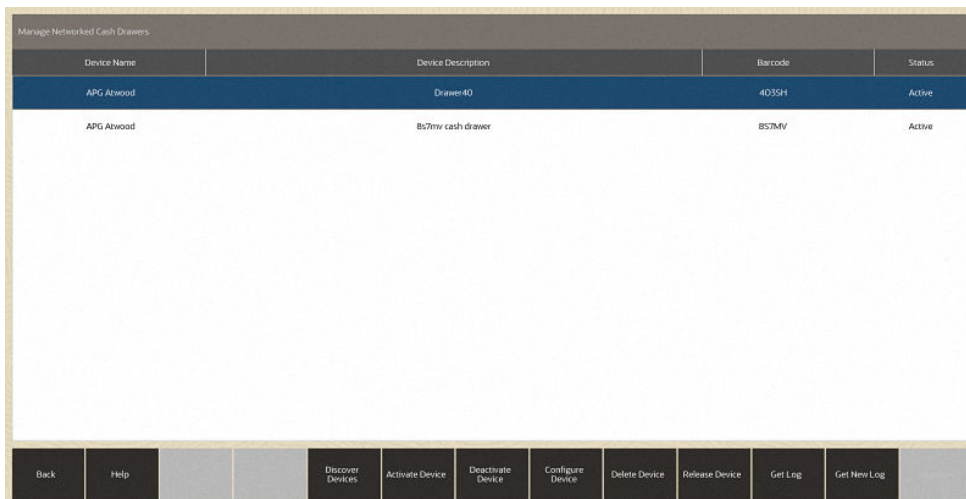 Manage Networked Cash Drawers
Device Name Device Description Barcode Status
APG Atwood Drawer40 403SH Active
APG Atwood 8s7mv cash drawer 8S7MV Active
Back Help Discover Devices Activate Device Deactivate Device Configure Device Delete Device Release Device Get Log Get New Log